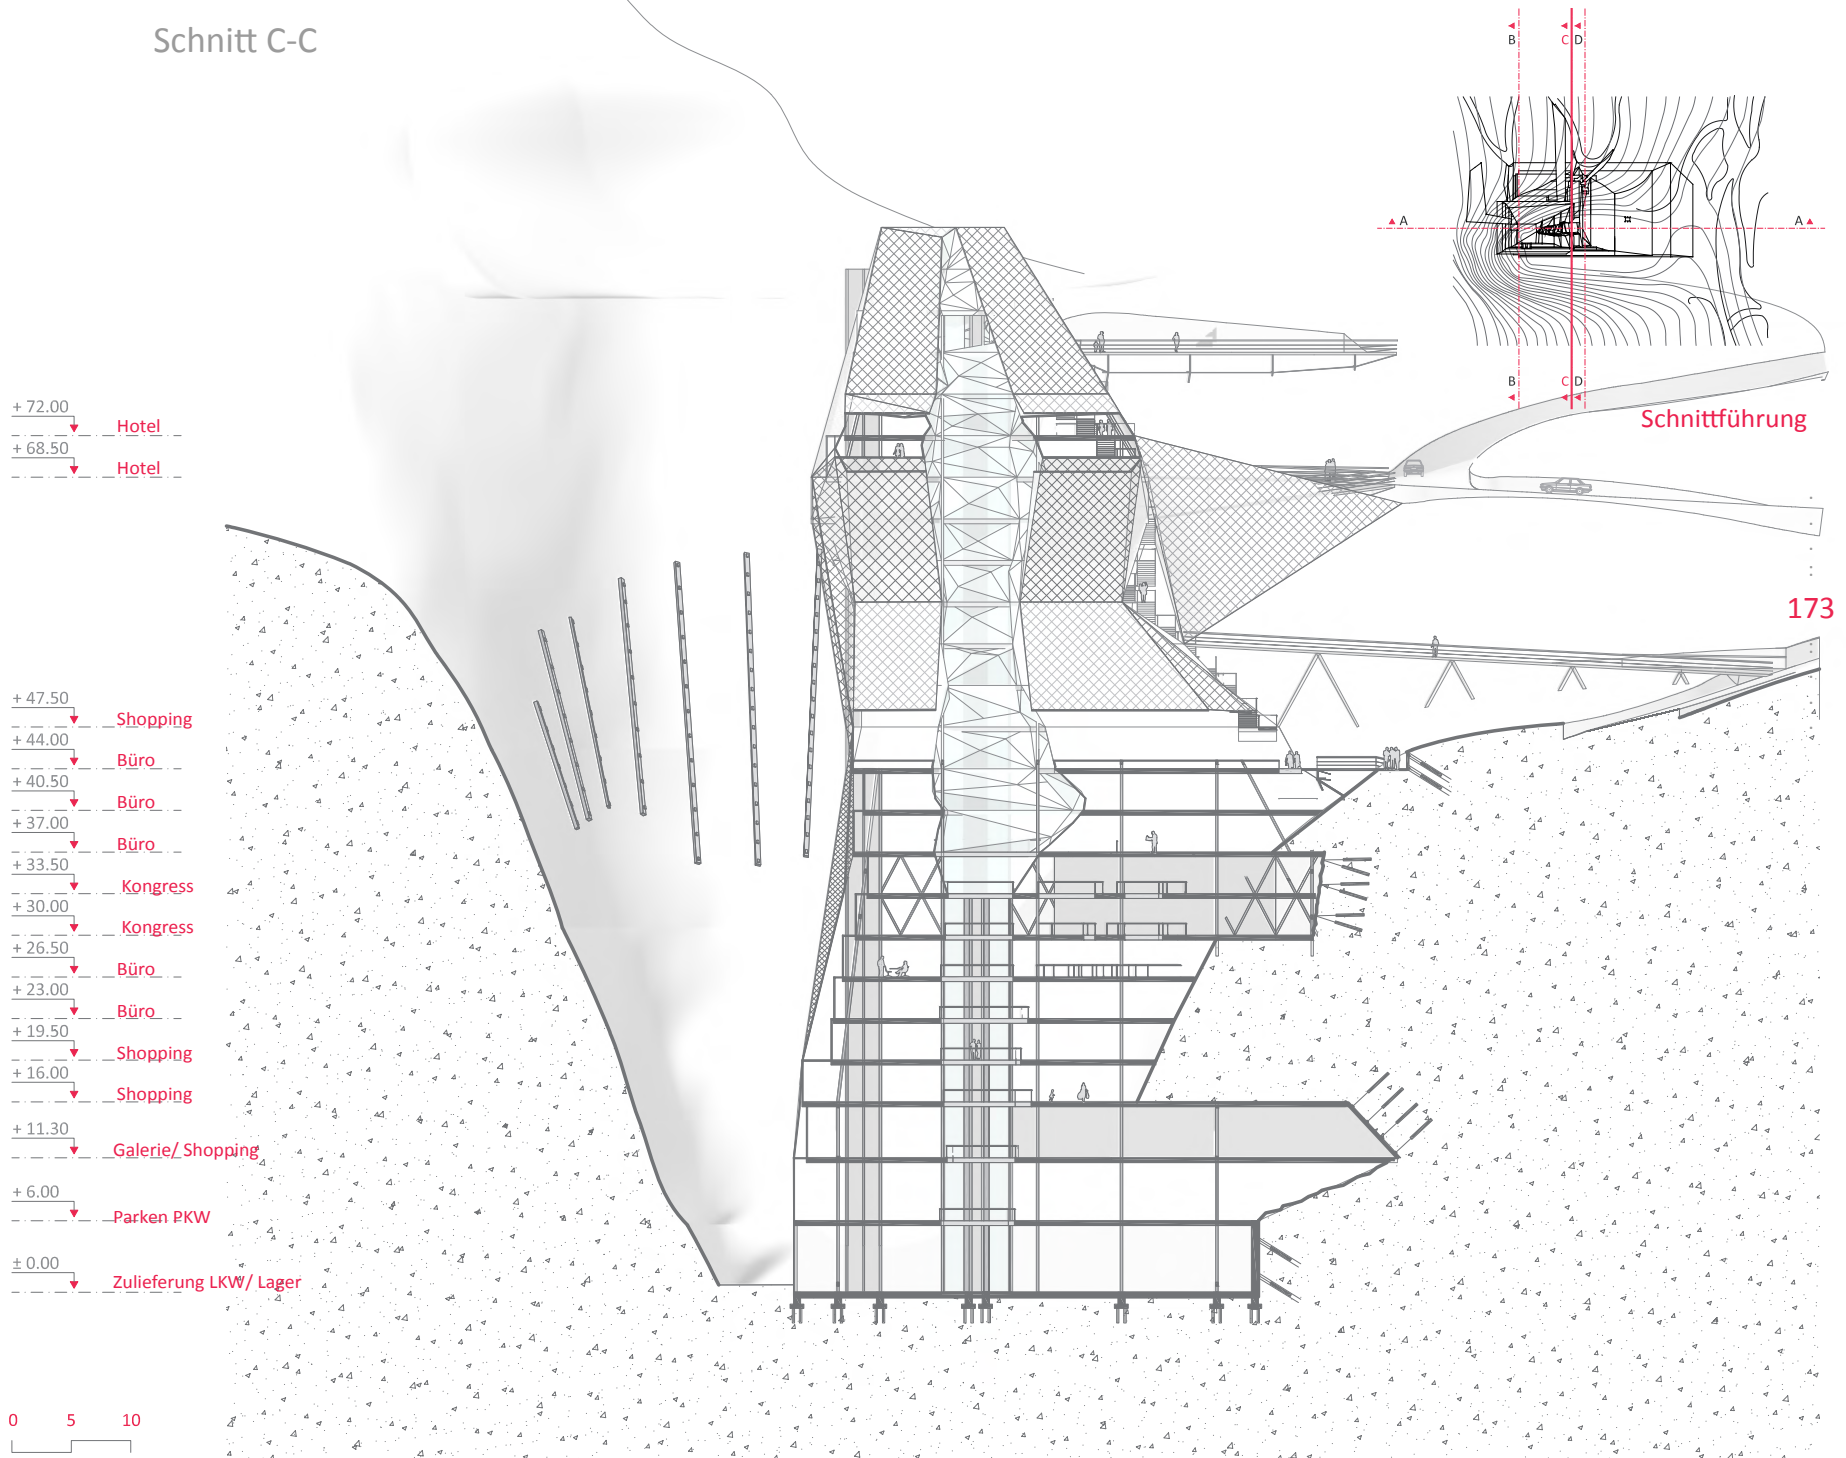 Schnitt C-C
B
C
D
A
A
B
C
D
Schnittführung
173
+ 72.00
Hotel
+ 68.50
Hotel
+ 47.50
Shopping
+ 44.00
Büro
+ 40.50
Büro
+ 37.00
Büro
+ 33.50
Kongress
+ 30.00
Kongress
+ 26.50
Büro
+ 23.00
Büro
+ 19.50
Shopping
+ 16.00
Shopping
+ 11.30
Galerie/ Shopping
+ 6.00
Parken PKW
± 0.00
Zulieferung LKW/ Lager
0 5 10